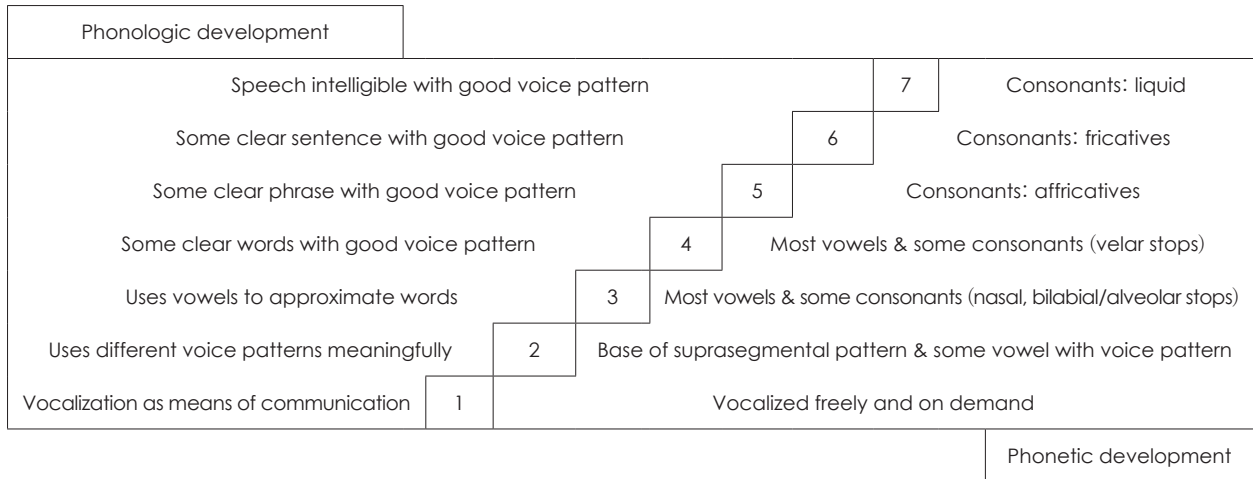 Phonologic development
Speech intelligible with good voice pattern 7 Consonants: liquid
Some clear sentence with good voice pattern 6 Consonants: fricatives
Some clear phrase with good voice pattern 5 Consonants: affricatives
Some clear words with good voice pattern 4 Most vowels & some consonants (velar stops)
Uses vowels to approximate words 3 Most vowels & some consonants (nasal, bilabial/alveolar stops)
Uses different voice patterns meaningfully 2 Base of suprasegmental pattern & some vowel with voice pattern
Vocalization as means of communication 1 Vocalized freely and on demand
Phonetic development